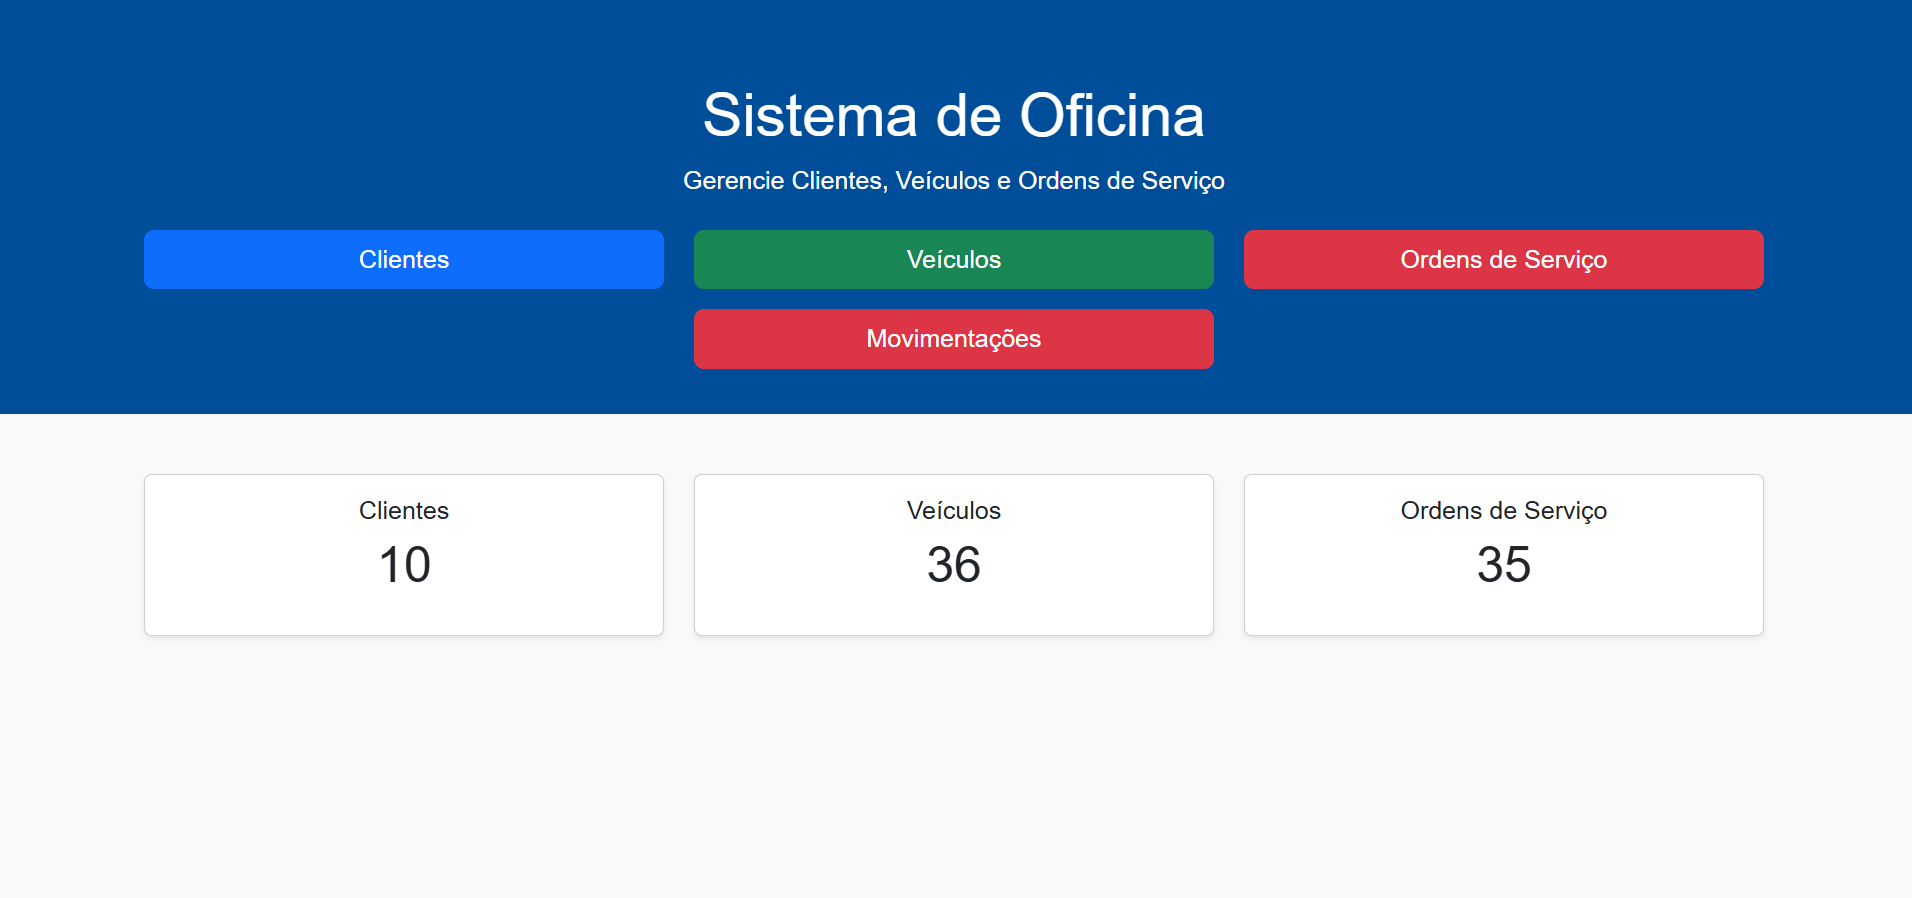 Sistema de Oficina
Gerencie Clientes, Veículos e Ordens de Serviço
Clientes
Veículos
Ordens de Serviço
Movimentações
Clientes
10
Veículos
36
Ordens de Serviço
35